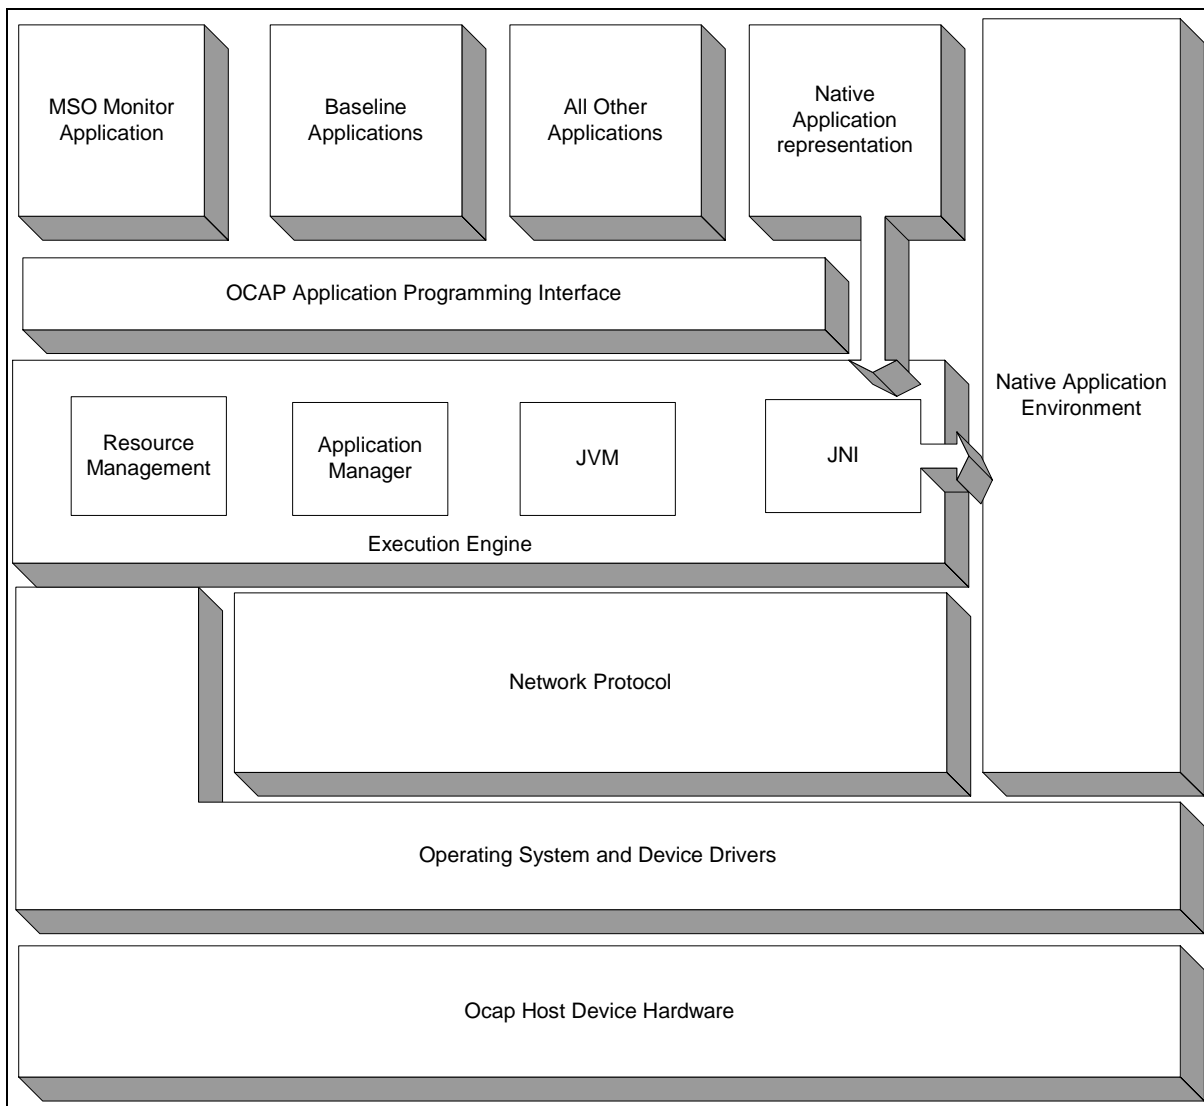 MSO Monitor
Application
Baseline
Applications
All Other
Applications
Native
Application
representation
OCAP Application Programming Interface
Native Application
Environment
Resource
Management
Application
Manager
JVM
JNI
Execution Engine
Network Protocol
Operating System and Device Drivers
Ocap Host Device Hardware